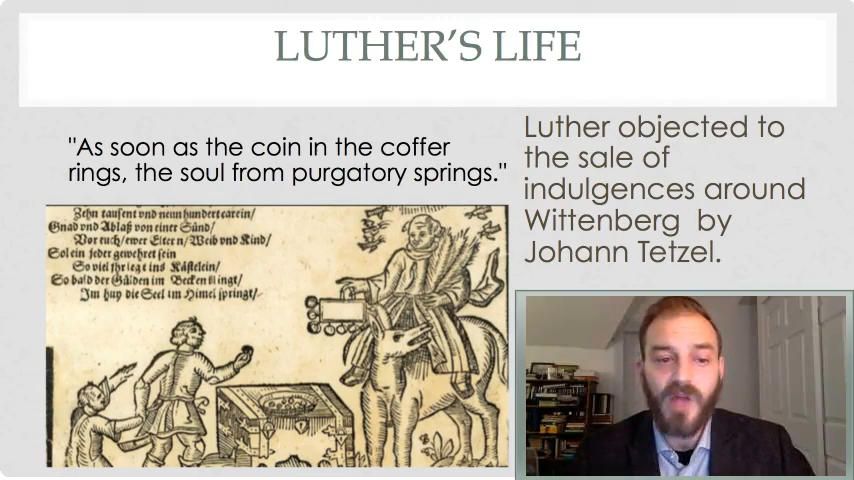 LUTHER'S LIFE
"As soon as the coin in the coffer
rings, the soul from purgatory springs."
Luther objected to
the sale of
indulgences around
Wittenberg by
Johann Tetzel.
Zehn tausent vnd neun hundert carein/
Gnad vnd Ablaß von einer Sünd/
Vor euch/ewer Eltern/Weib vnd Kind/
Sol ein jeder gewehret sein
So viel jhr legt ins Kästelein/
So bald der Gülden im Becken klingt/
Im huy die Seel im Himel springt/